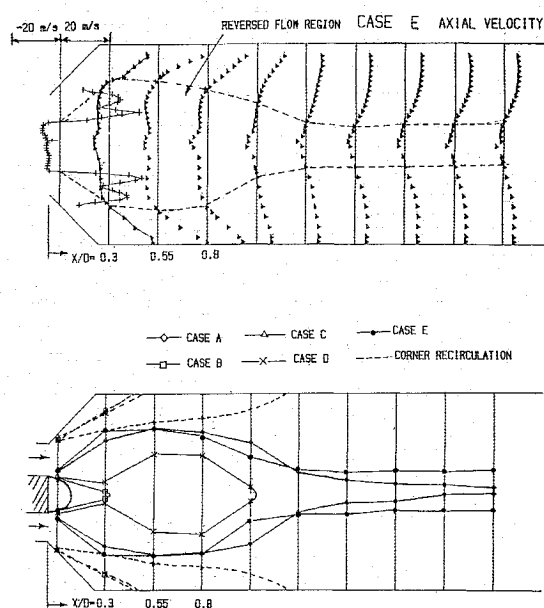 -20 m/s 20 m/s
REVERSED FLOW REGION CASE E AXIAL VELOCITY
X/D= 0.3 0.55 0.8
CASE A CASE C CASE E
CASE B CASE D CORNER RECIRCULATION
X/D=0.3 0.55 0.8